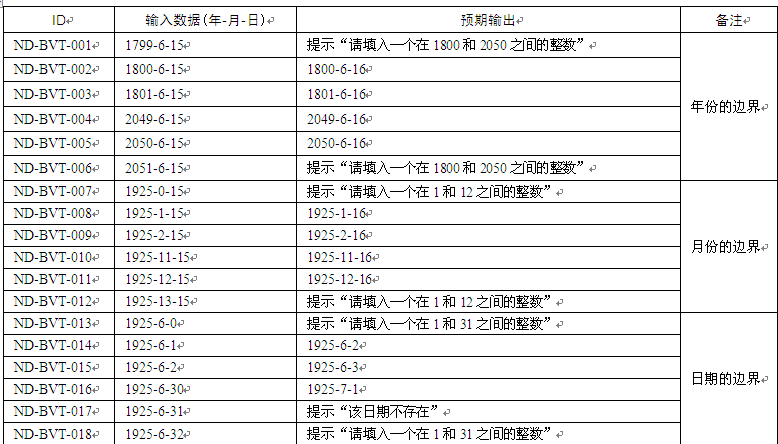 ID 输入数据(年-月-日) 预期输出 备注
ND-BVT-001 1799-6-15 提示“请填入一个在 1800 和 2050 之间的整数”
ND-BVT-002 1800-6-15 1800-6-16
ND-BVT-003 1801-6-15 1801-6-16
ND-BVT-004 2049-6-15 2049-6-16
年份的边界
ND-BVT-005 2050-6-15 2050-6-16
ND-BVT-006 2051-6-15 提示“请填入一个在 1800 和 2050 之间的整数”
ND-BVT-007 1925-0-15 提示“请填入一个在 1 和 12 之间的整数”
ND-BVT-008 1925-1-15 1925-1-16
ND-BVT-009 1925-2-15 1925-2-16
月份的边界
ND-BVT-010 1925-11-15 1925-11-16
ND-BVT-011 1925-12-15 1925-12-16
ND-BVT-012 1925-13-15 提示“请填入一个在 1 和 12 之间的整数”
ND-BVT-013 1925-6-0 提示“请填入一个在 1 和 31 之间的整数”
ND-BVT-014 1925-6-1 1925-6-2
ND-BVT-015 1925-6-2 1925-6-3
日期的边界
ND-BVT-016 1925-6-30 1925-7-1
ND-BVT-017 1925-6-31 提示“该日期不存在”
ND-BVT-018 1925-6-32 提示“请填入一个在 1 和 31 之间的整数”